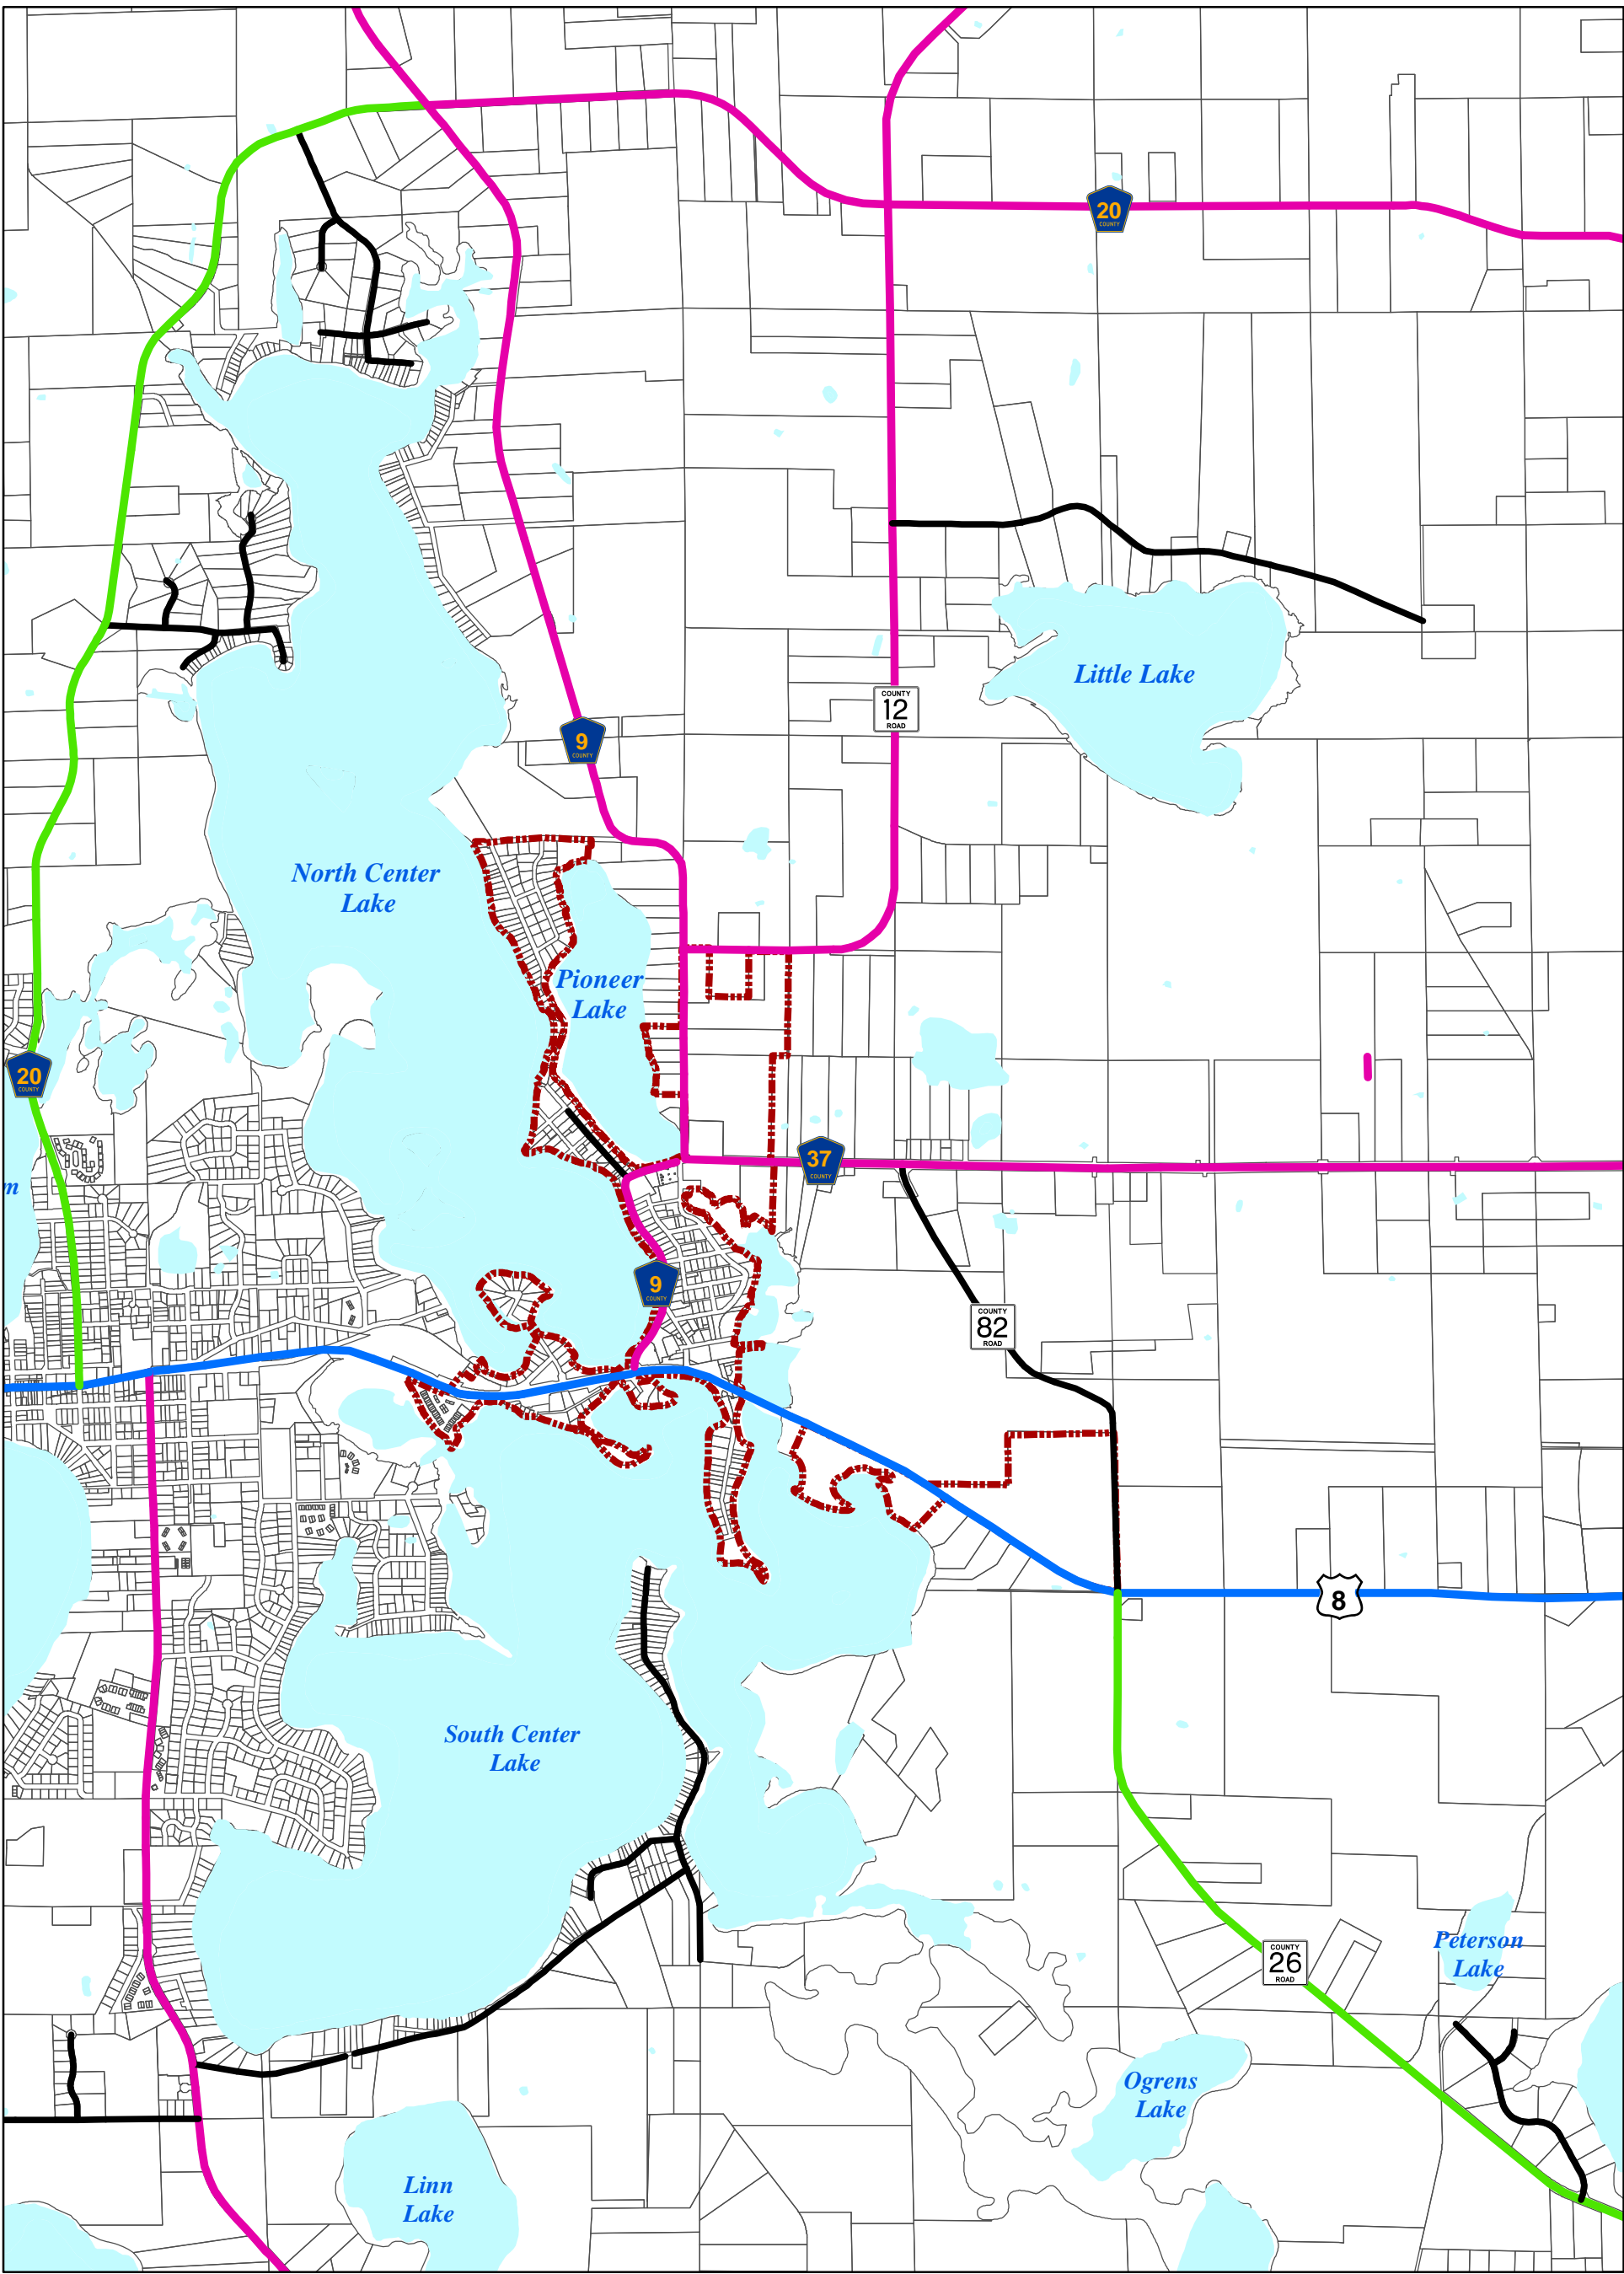 20
COUNTY
Little Lake
COUNTY
12
ROAD
9
COUNTY
North Center
Lake
Pioneer
Lake
20
COUNTY
37
COUNTY
m
9
COUNTY
COUNTY
82
ROAD
8
South Center
Lake
Peterson
Lake
COUNTY
26
ROAD
Ogrens
Lake
Linn
Lake